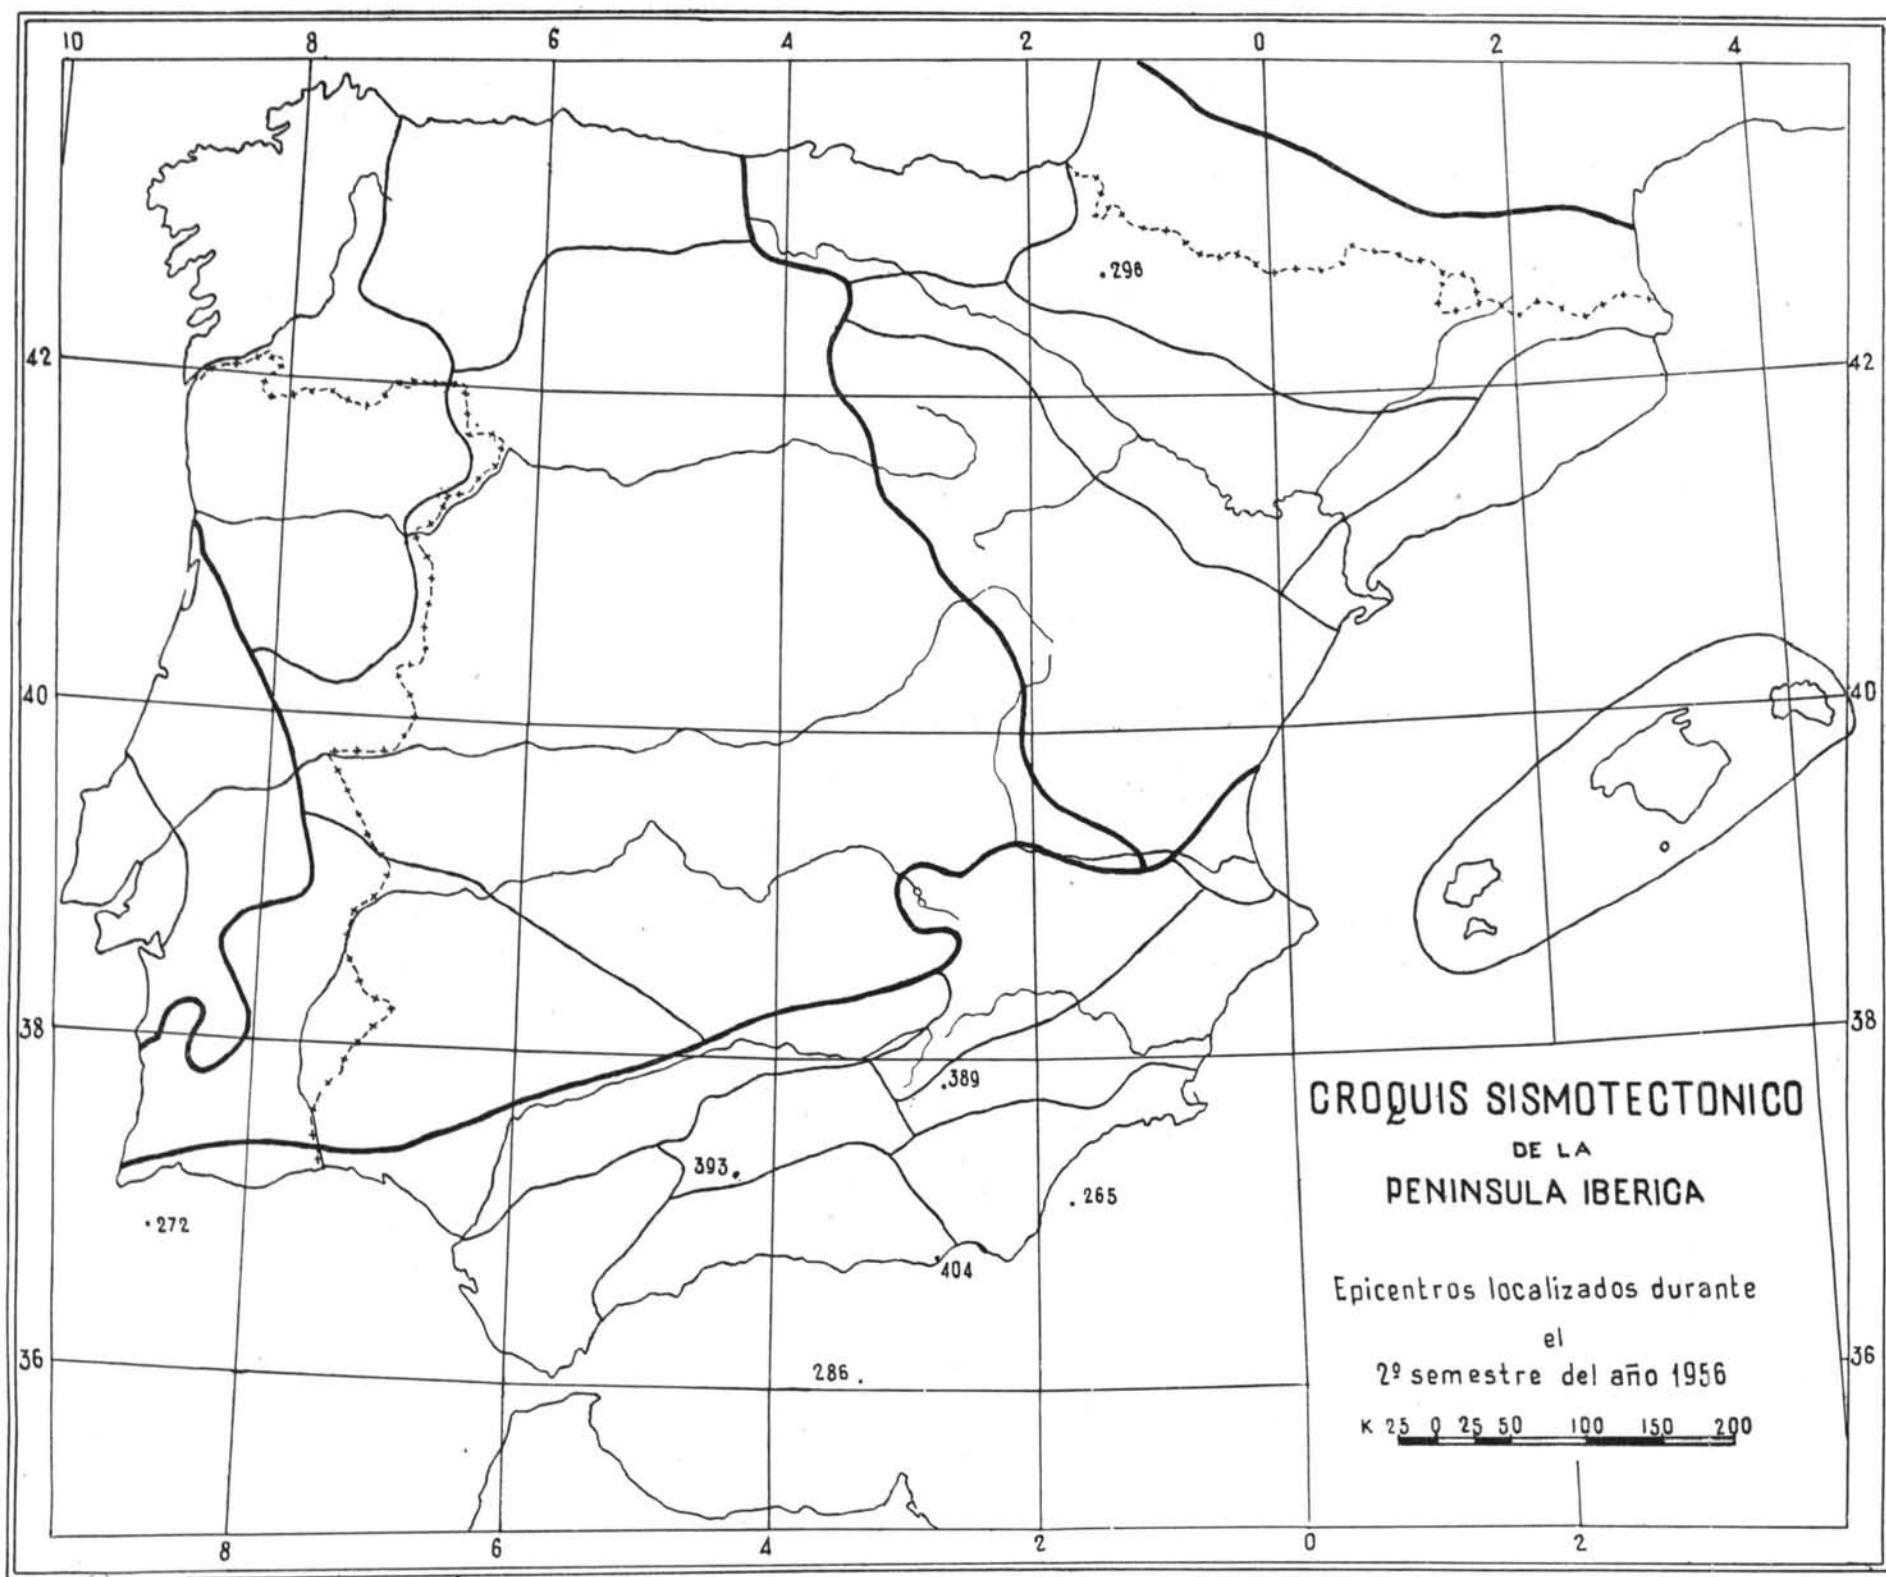 10 8 6 4 2 0 2 4
.298
42 42
40 40
38 38
.389
CROQUIS SISMOTECTONICO
DE LA
PENINSULA IBERICA
393.
.265
.272
404
Epicentros localizados durante
el
36 36
286.
2º semestre del año 1956
K 25 0 25 50 100 150 200
8 6 4 2 0 2